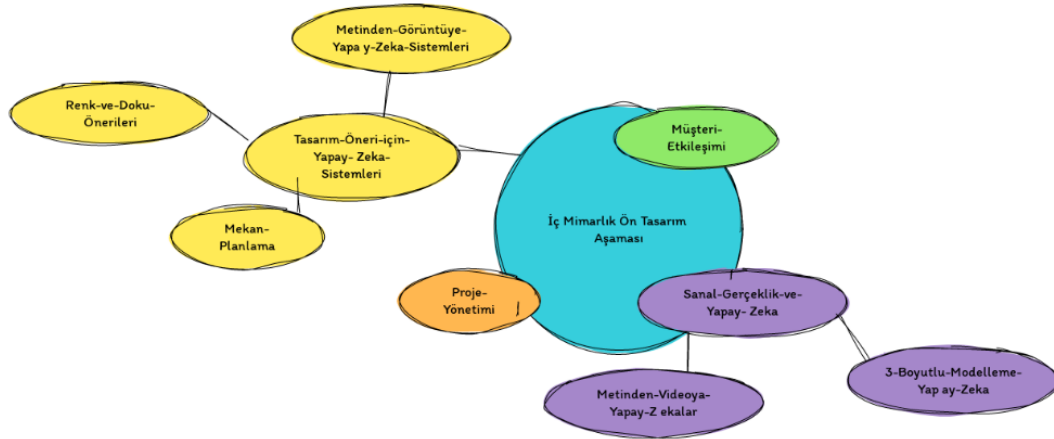 Metinden-Görüntüye-
Yapa y-Zeka-Sistemleri
Renk-ve-Doku-
Önerileri
Tasarım-Öneri-için-
Yapay- Zeka-
Sistemleri
Müşteri-
Etkileşimi
Mekan-
Planlama
İç Mimarlık Ön Tasarım
Aşaması
Proje-
Yönetimi
Sanal-Gerçeklik-ve-
Yapay- Zeka
3-Boyutlu-Modelleme-
Yap ay-Zeka
Metinden-Videoya-
Yapay-Z ekalar